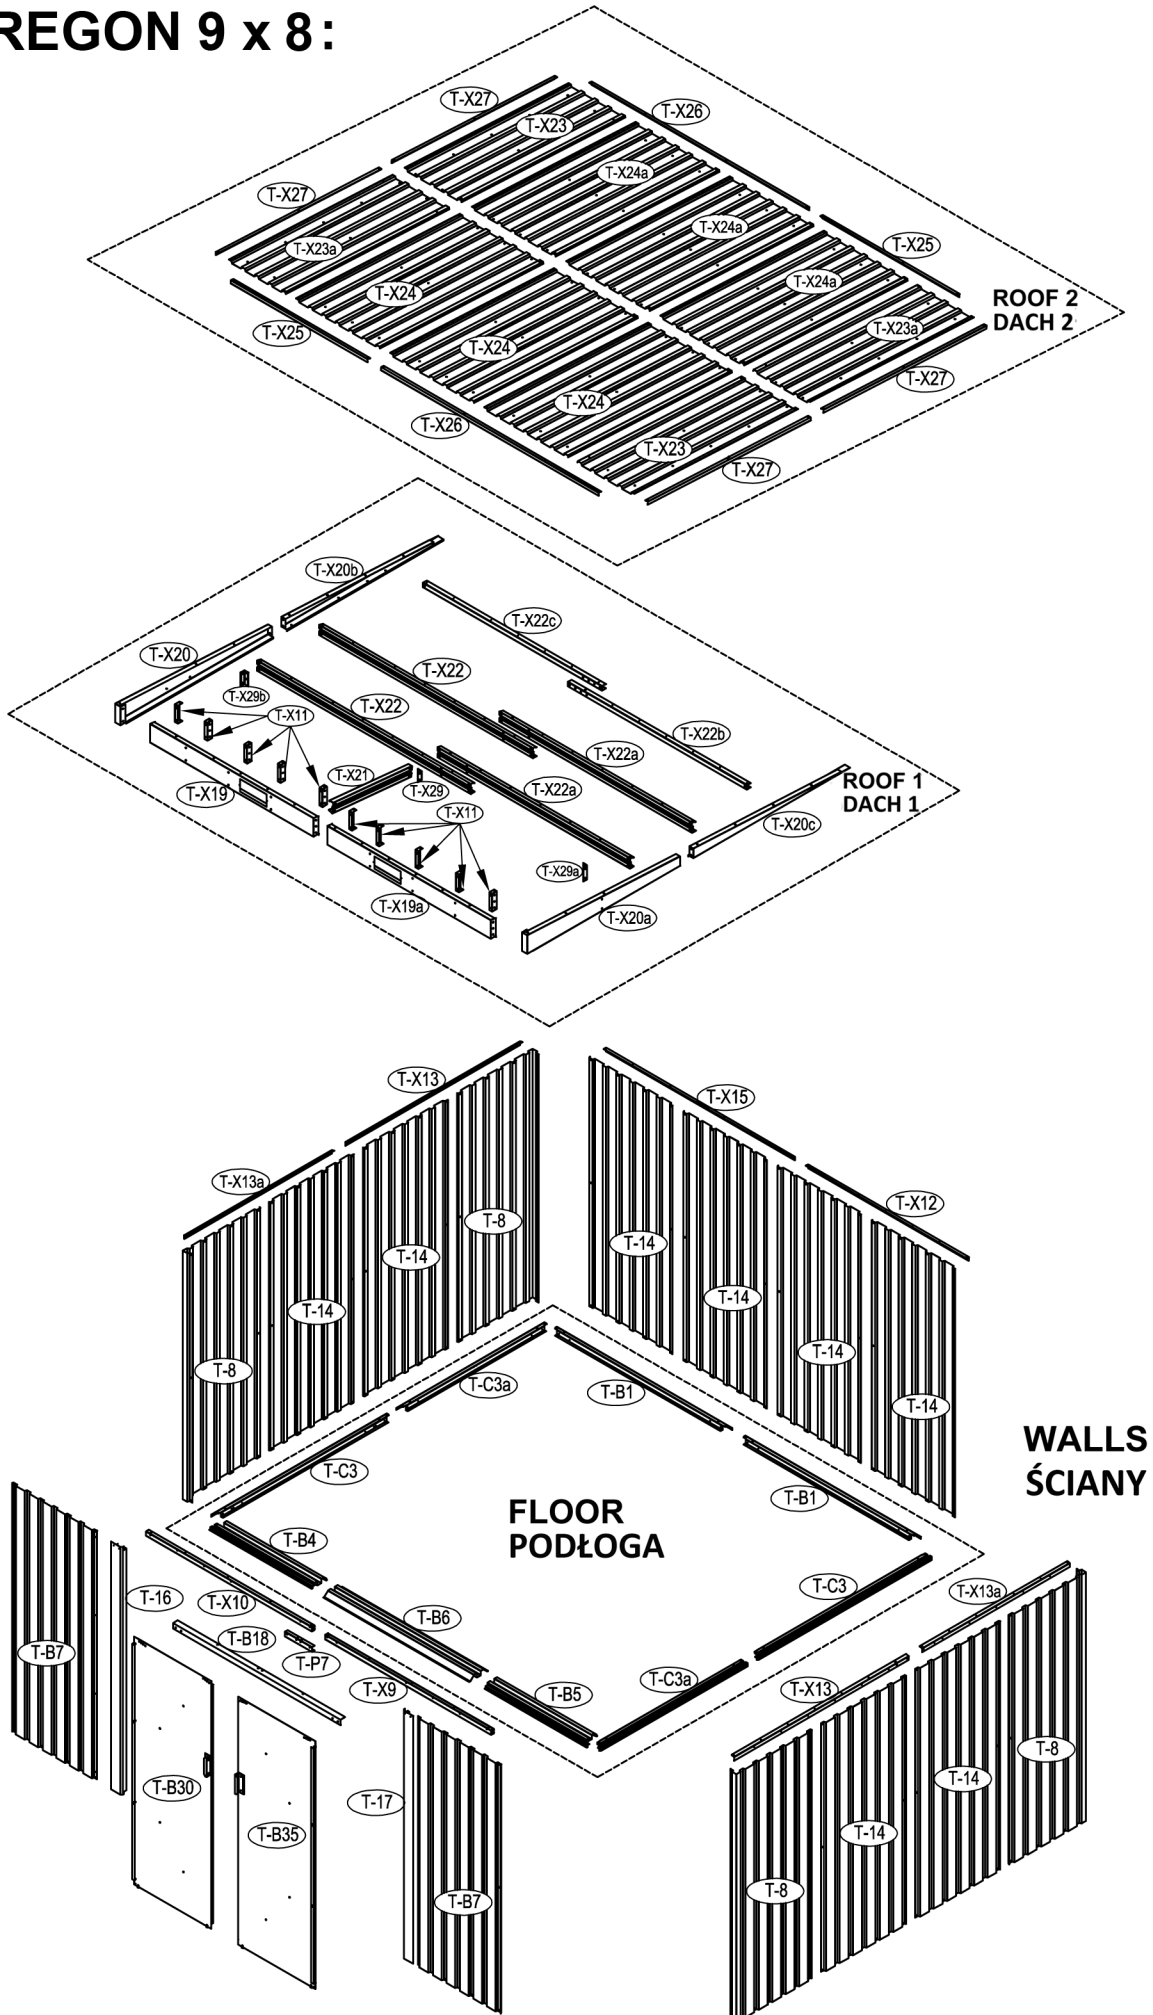 REGON 9 x 8:
T-X27
T-X26
T-X23
T-X24a
T-X27
T-X24a
T-X23a
T-X25
T-X24a
T-X24
ROOF 2
DACH 2
T-X25
T-X23a
T-X24
T-X27
T-X24
T-X26
T-X23
T-X27
T-X20b
T-X22c
T-X20
T-X22
T-X29b
T-X22
T-X11
T-X22b
T-X22a
T-X21
T-X29
ROOF 1
DACH 1
T-X19
T-X22a
T-X11
T-X20c
T-X29a
T-X19a
T-X20a
T-X13
T-X15
T-X13a
T-X12
T-8
T-14
T-14
T-14
T-14
T-14
T-8
T-14
T-C3a
T-B1
WALLS
ŚCIANY
T-C3
T-B1
FLOOR
PODŁOGA
T-B4
T-C3
T-X13a
T-16
T-X10
T-B6
T-B18
T-B7
T-P7
T-X9
T-B5
T-C3a
T-X13
T-8
T-14
T-B30
T-17
T-B35
T-14
T-8
T-B7